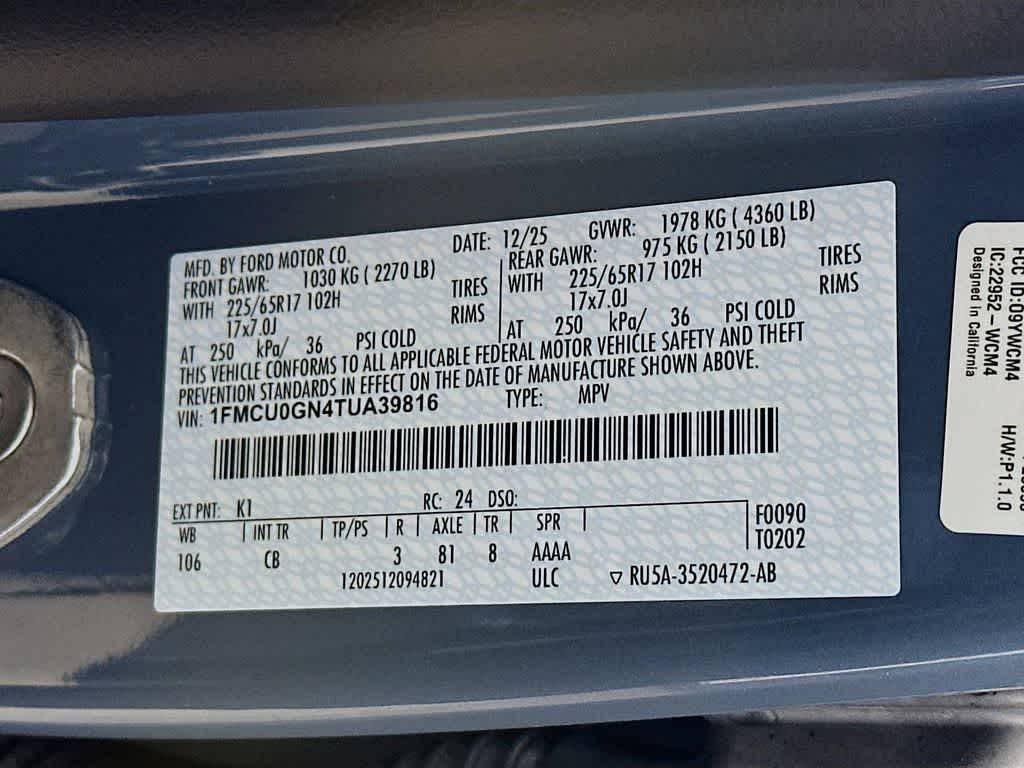 MFD. BY FORD MOTOR CO.
DATE: 12/25 GVWR: 1978 KG ( 4360 LB)
FRONT GAWR: 1030 KG ( 2270 LB)
WITH 225/65R17 102H TIRES
17x7.0J RIMS
AT 250 kPa/ 36 PSI COLD
REAR GAWR: 975 KG ( 2150 LB)
WITH 225/65R17 102H TIRES
17x7.0J RIMS
AT 250 kPa/ 36 PSI COLD
THIS VEHICLE CONFORMS TO ALL APPLICABLE FEDERAL MOTOR VEHICLE SAFETY AND THEFT
PREVENTION STANDARDS IN EFFECT ON THE DATE OF MANUFACTURE SHOWN ABOVE.
VIN: 1FMCU0GN4TUA39816 TYPE: MPV
EXT PNT: K1 RC: 24 DSO:
WB INT TR TP/PS R AXLE TR SPR
106 CB 3 81 8 AAAA
1202512094821 ULC
F0090
T0202
RU5A-3520472-AB
FCC ID:O9YWCM4
IC:22952-WCM4
Designed in California
H/W:P1.1.0